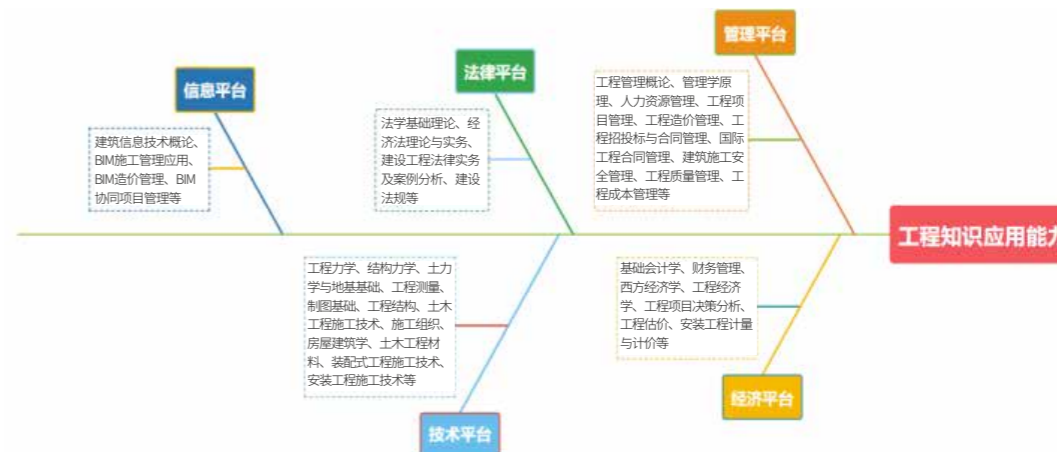 管理平台
法律平台
信息平台
工程管理概论、管理学原
理、人力资源管理、工程项
目管理、工程造价管理、工
程招投标与合同管理、国际
工程合同管理、建筑施工安
全管理、工程质量管理、工
程成本管理等
法学基础理论、经
济法理论与实务、
建设工程法律实务
及案例分析、建设
法规等
建筑信息技术概论、
BIM施工管理应用、
BIM造价管理、BIM
协同项目管理等
工程知识应用能力
工程力学、结构力学、土力
学与地基基础、工程测量、
制图基础、工程结构、土木
工程施工技术、施工组织、
房屋建筑学、土木工程材
料、装配式工程施工技术、
安装工程施工技术等
基础会计学、财务管理、
西方经济学、工程经济
学、工程项目决策分析、
工程估价、安装工程计量
与计价等
经济平台
技术平台